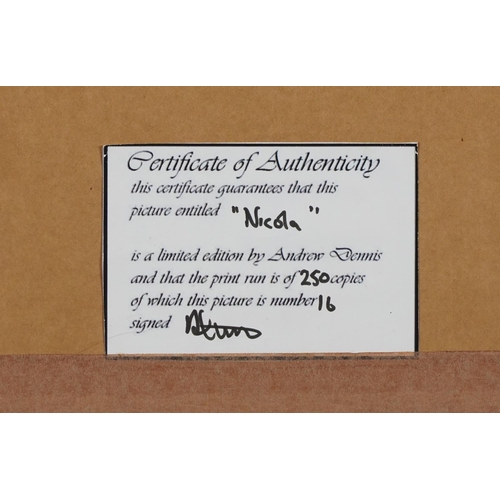 Certificate of Authenticity
this certificate guarantees that this
picture entitled "Nicola"
is a limited edition by Andrew Dennis
and that the print run is of 250 copies
of which this picture is number 16
signed